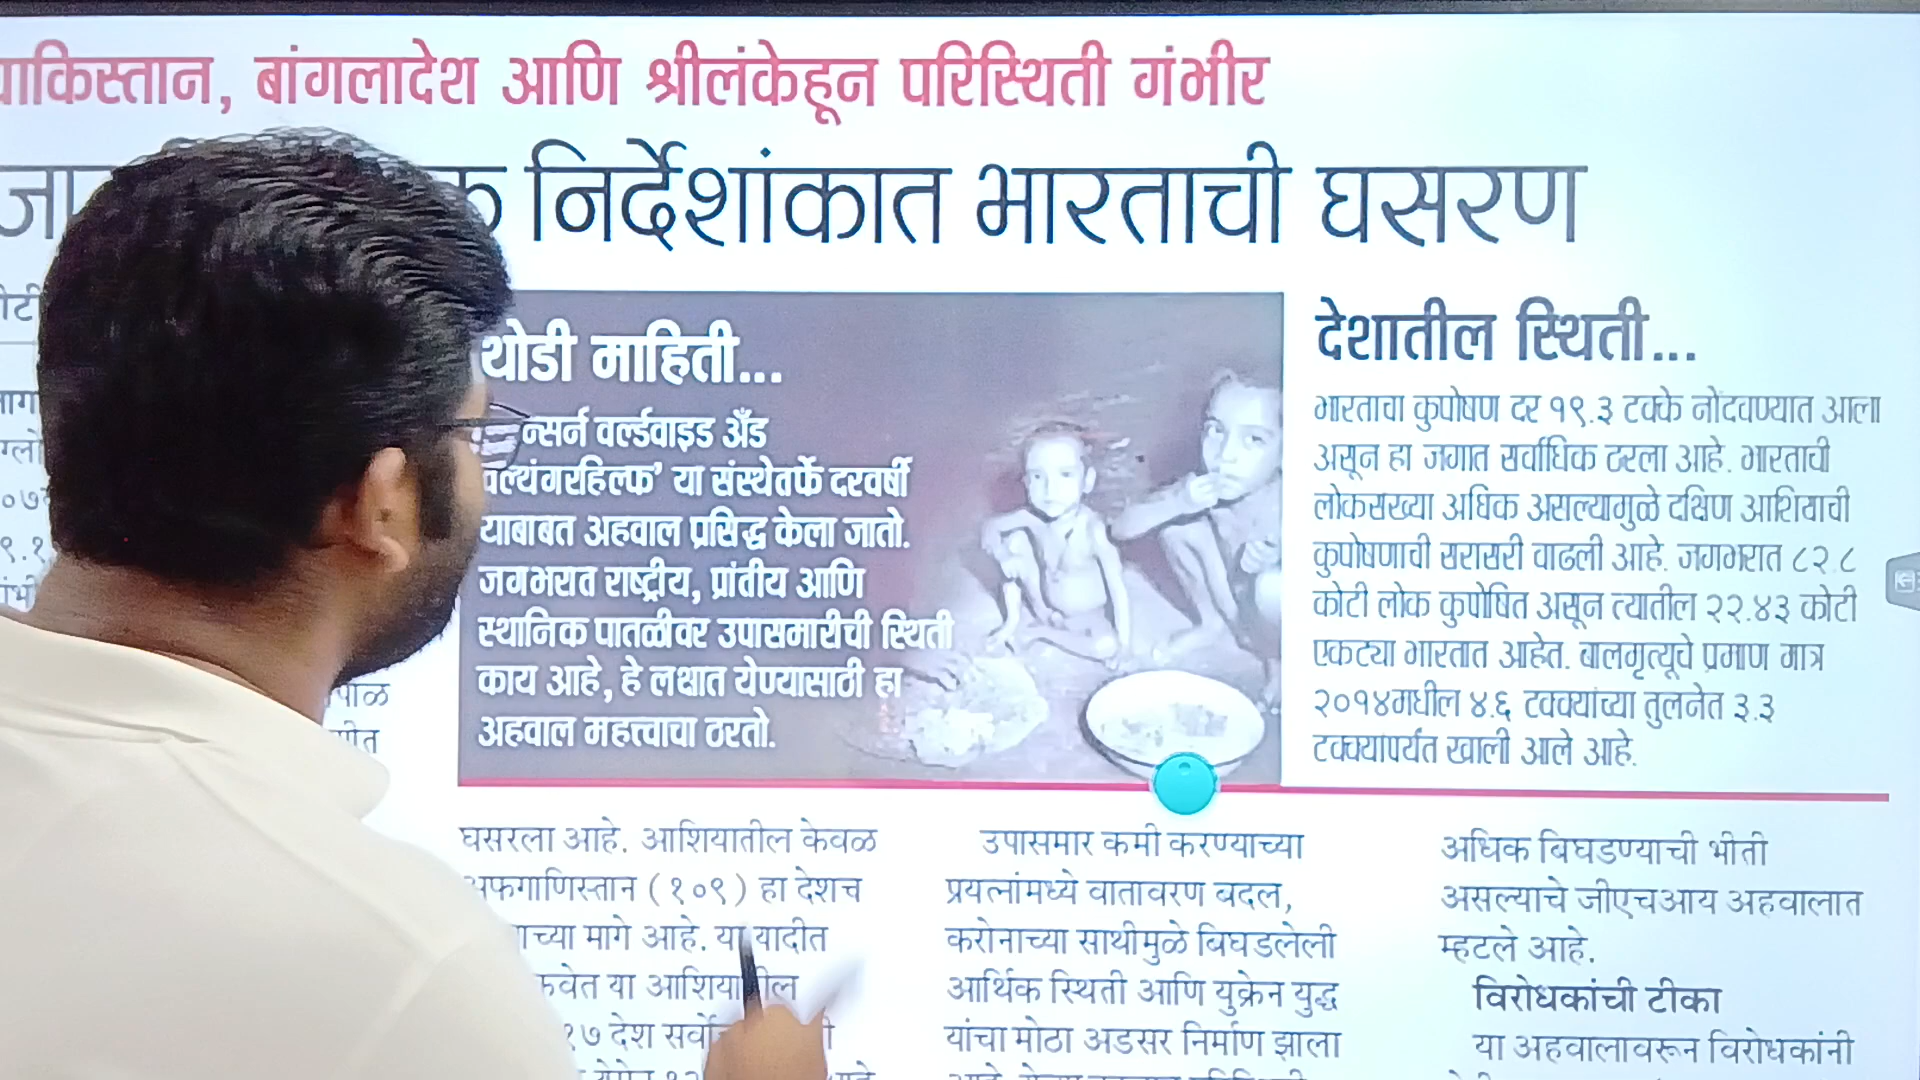 पाकिस्तान, बांगलादेश आणि श्रीलंकेहून परिस्थिती गंभीर
निर्देशांकात भारताची घसरण
थोडी माहिती...
वर्ल्डवाइड अँड
या संस्थेतर्फे दरवर्षी
याबाबत अहवाल प्रसिद्ध केला जातो.
जगभरात राष्ट्रीय, प्रांतीय आणि
स्थानिक पातळीवर उपासमारीची स्थिती
काय आहे, हे लक्षात येण्यासाठी हा
अहवाल महत्त्वाचा ठरतो.
देशातील स्थिती...
भारताचा कुपोषण दर १९.३ टक्के नोंदवण्यात आला
असून हा जगात सर्वाधिक ठरला आहे. भारताची
लोकसंख्या अधिक असल्यामुळे दक्षिण आशियाची
कुपोषणाची सरासरी वाढली आहे. जगभरात ८२.८
कोटी लोक कुपोषित असून त्यातील २२.४३ कोटी
एकट्या भारतात आहेत. बालमृत्यूचे प्रमाण मात्र
२०१४मधील ४.६ टक्क्यांच्या तुलनेत ३.३
टक्क्यांपर्यंत खाली आले आहे.
घसरला आहे. आशियातील केवळ
अफगाणिस्तान (१०९) हा देशच
मागे आहे. या यादीत
या
१७ देश
उपासमार कमी करण्याच्या
प्रयत्नांमध्ये वातावरण बदल,
करोनाच्या साथीमुळे बिघडलेली
आर्थिक स्थिती आणि युक्रेन युद्ध
यांचा मोठा अडसर निर्माण झाला
अधिक बिघडण्याची भीती
असल्याचे जीएचआय अहवालात
म्हटले आहे.
विरोधकांची टीका
या अहवालावरून विरोधकांनी